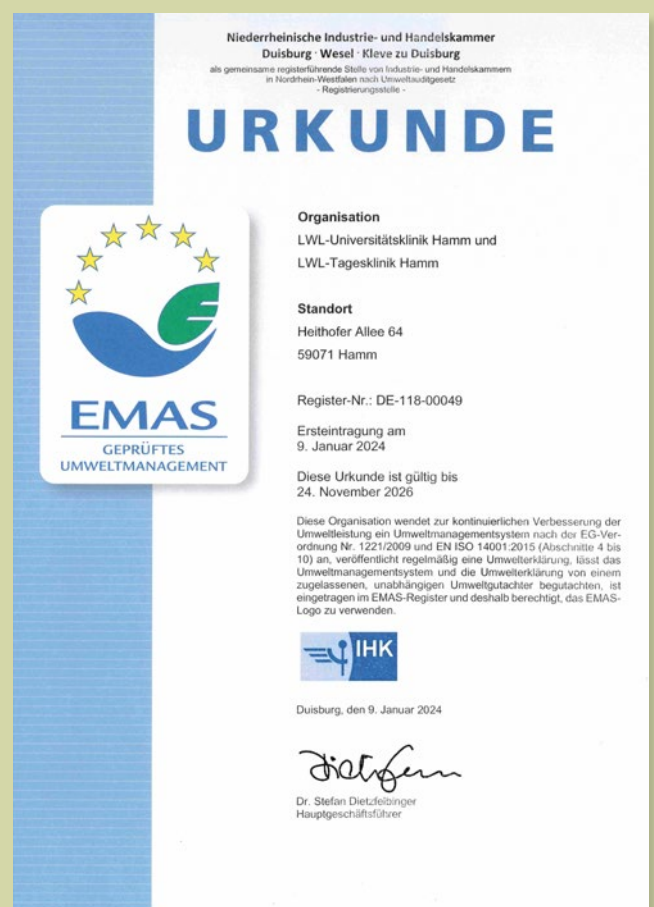 Niederrheinische Industrie- und Handelskammer
Duisburg · Wesel · Kleve zu Duisburg
als gemeinsame registerführende Stelle von Industrie- und Handelskammern
in Nordrhein-Westfalen nach Umweltauditgesetz
- Registrierungsstelle -
URKUNDE
Organisation
LWL-Universitätsklinik Hamm und
LWL-Tagesklinik Hamm
Standort
Heithofer Allee 64
59071 Hamm
Register-Nr.: DE-118-00049
Ersteintragung am
9. Januar 2024
Diese Urkunde ist gültig bis
24. November 2026
EMAS
GEPRÜFTES
UMWELTMANAGEMENT
Diese Organisation wendet zur kontinuierlichen Verbesserung der
Umweltleistung ein Umweltmanagementsystem nach der EG-Ver-
ordnung Nr. 1221/2009 und EN ISO 14001:2015 (Abschnitte 4 bis
10) an, veröffentlicht regelmäßig eine Umwelterklärung, lässt das
Umweltmanagementsystem und die Umwelterklärung von einem
zugelassenen, unabhängigen Umweltgutachter begutachten, ist
eingetragen im EMAS-Register und deshalb berechtigt, das EMAS-
Logo zu verwenden.
IHK
Duisburg, den 9. Januar 2024
Dr. Stefan Dietzfelbinger
Hauptgeschäftsführer